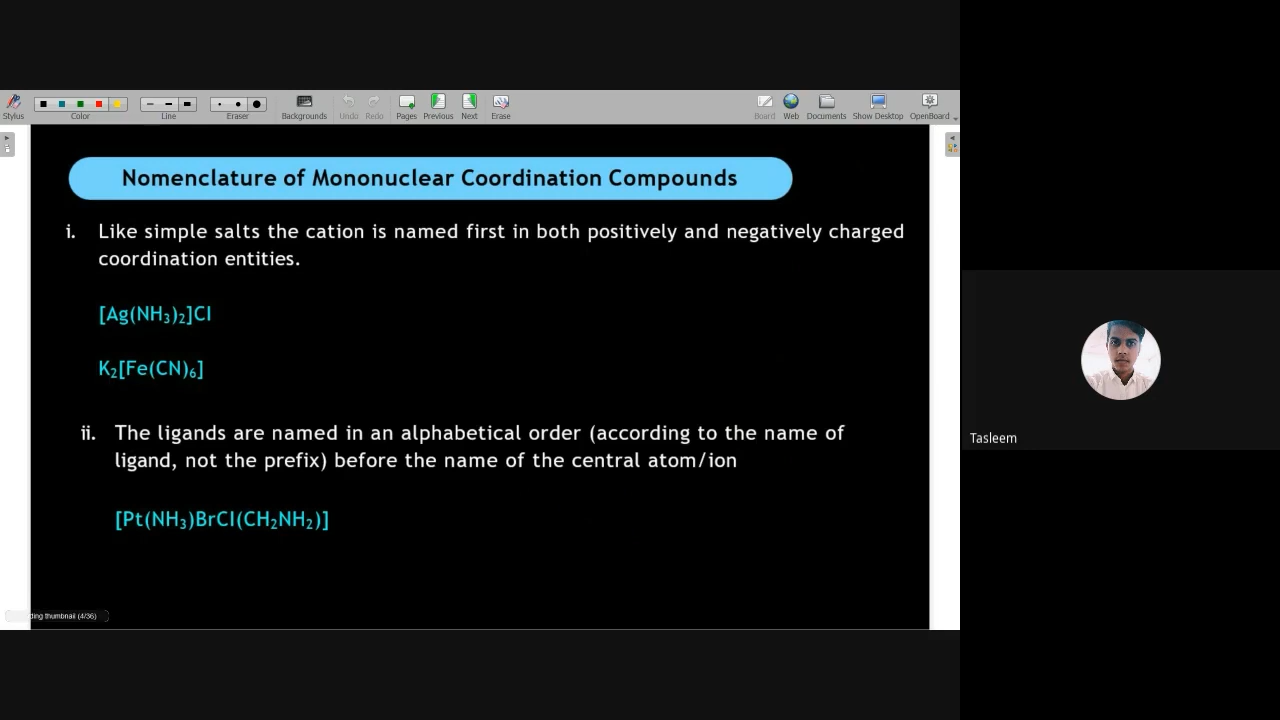 Stylus
Color
Line
Eraser
Backgrounds
Undo
Redo
Pages
Previous
Next
Erase
Board
Web
Documents
Show Desktop
OpenBoard
Nomenclature of Mononuclear Coordination Compounds
i. Like simple salts the cation is named first in both positively and negatively charged
coordination entities.
[Ag(NH₃)₂]Cl
K₂[Fe(CN)₆]
ii. The ligands are named in an alphabetical order (according to the name of
ligand, not the prefix) before the name of the central atom/ion
[Pt(NH₃)BrCl(CH₂NH₂)]
Tasleem
thumbnail (4/36)